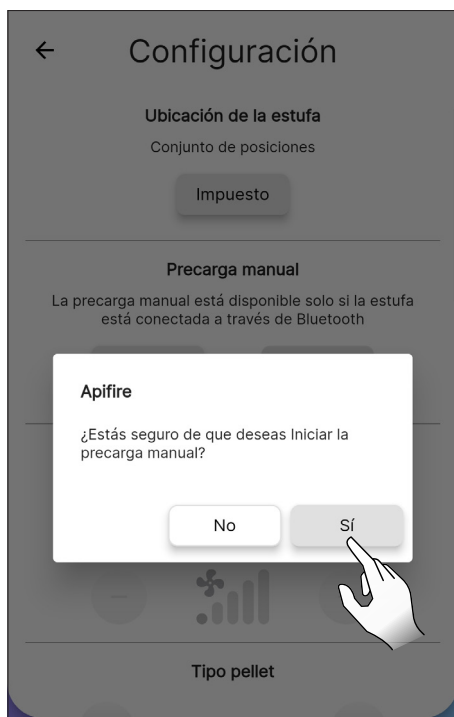 Configuración
Ubicación de la estufa
Conjunto de posiciones
Impuesto
Precarga manual
La precarga manual está disponible solo si la estufa
está conectada a través de Bluetooth
Apifire
¿Estás seguro de que deseas Iniciar la
precarga manual?
No
Sí
Tipo pellet